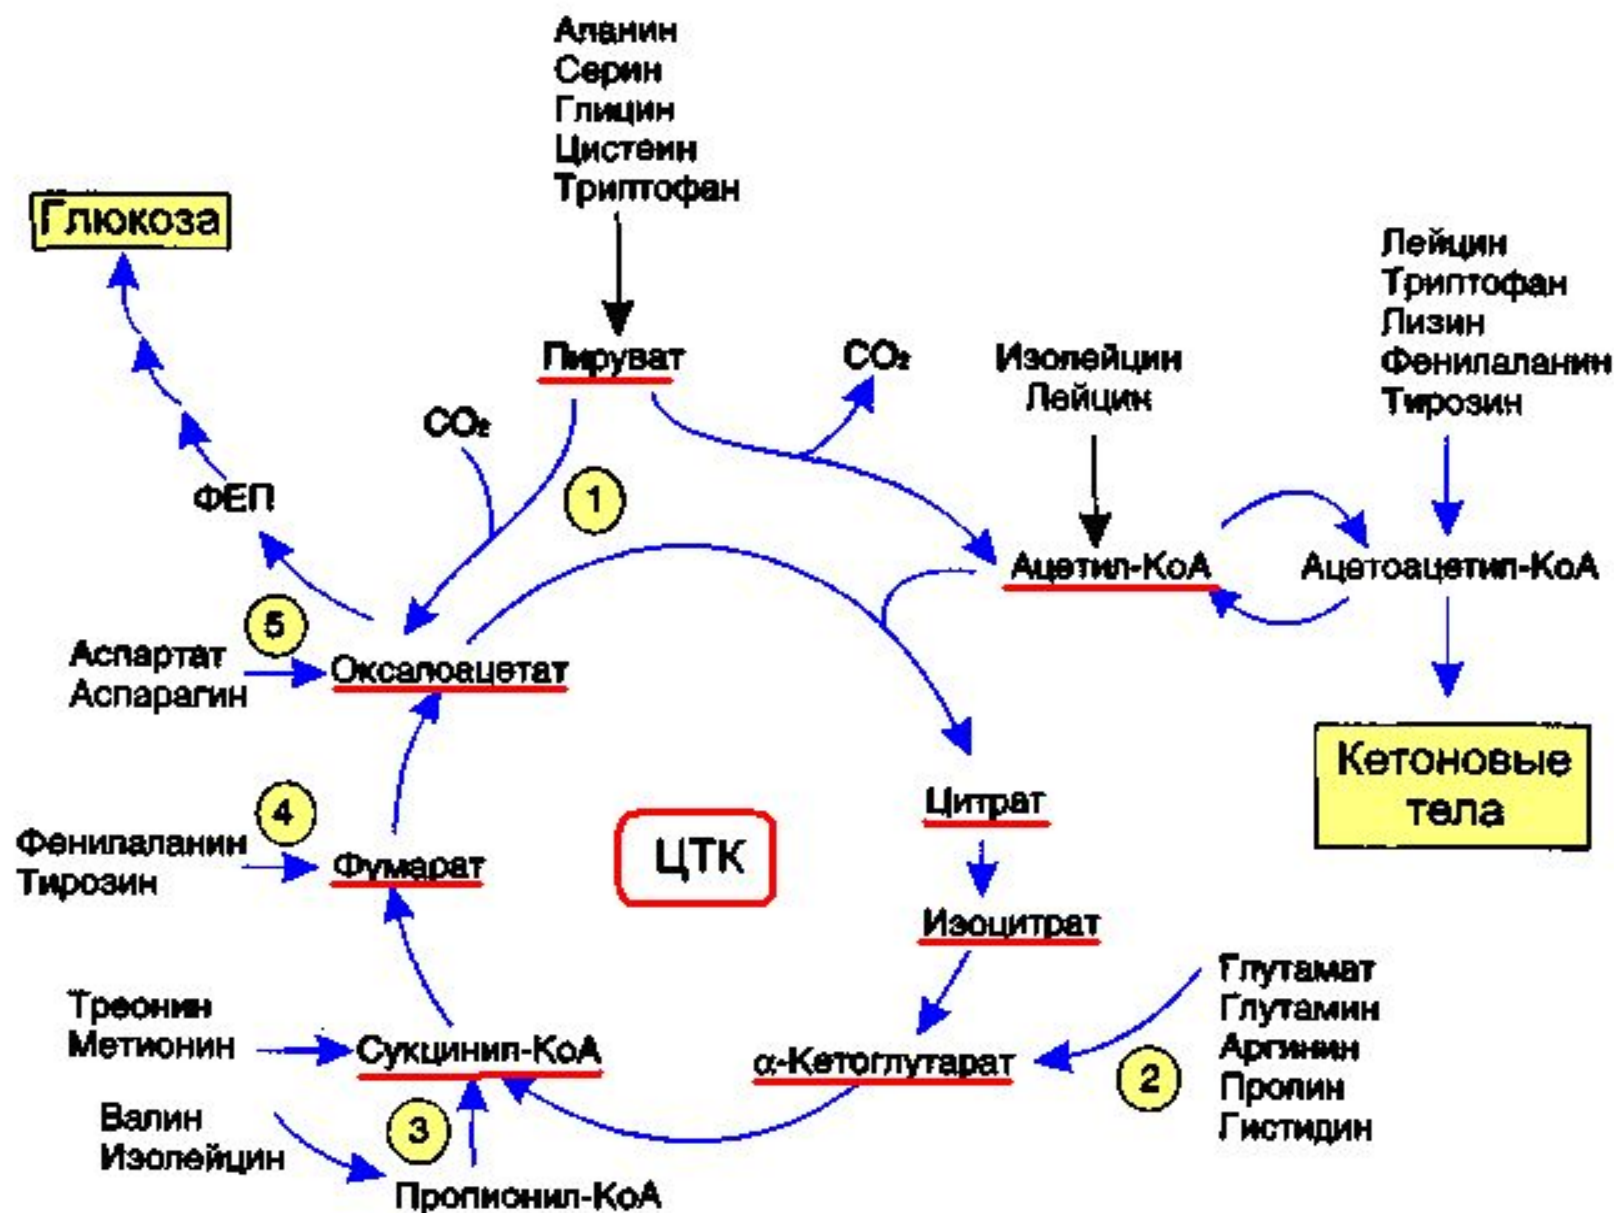 Аланин
Серин
Глицин
Цистеин
Триптофан
Глюкоза
Лейцин
Триптофан
Лизин
Фенилаланин
Тирозин
Пируват
CO₂
Изолейцин
Лейцин
CO₂
ФЕП
1
Ацетил-КоА
Ацетоацетил-КоА
5
Аспартат
Аспарагин
Оксалоацетат
Кетоновые
тела
Цитрат
4
Фенилаланин
Тирозин
Фумарат
ЦТК
Изоцитрат
Глутамат
Глутамин
Аргинин
Пролин
Гистидин
2
Треонин
Метионин
Сукцинил-КоА
α-Кетоглутарат
Валин
Изолейцин
3
Пропионил-КоА